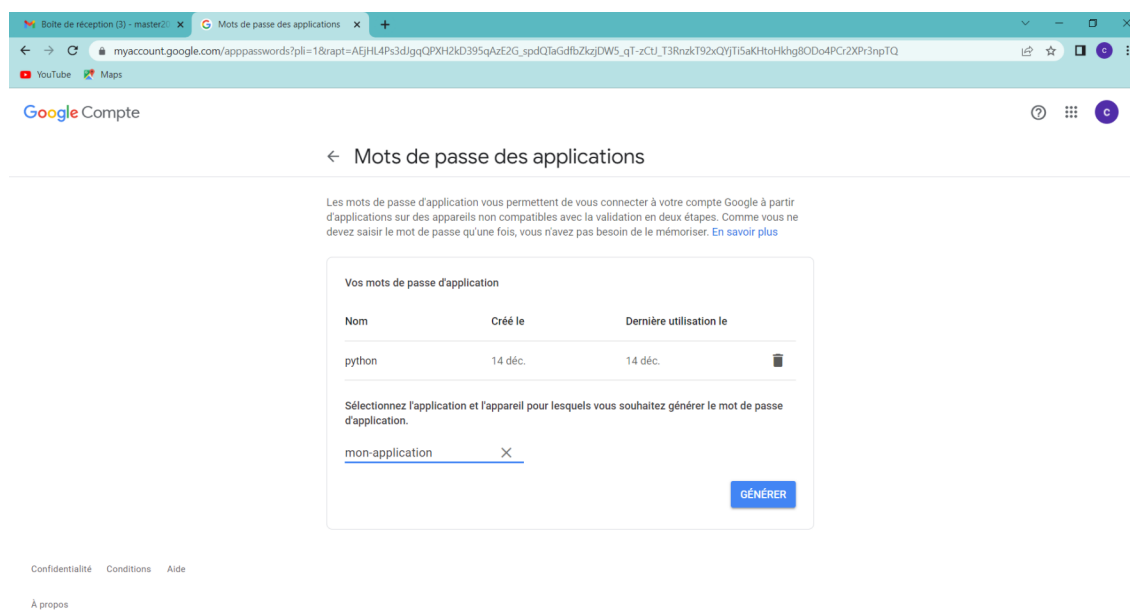 Boîte de réception (3) - master20
Mots de passe des applications
myaccount.google.com/apppasswords?pli=1&rapt=AEjHL4Ps3dJgqQPXH2kD395qAzE2G_spdQTaGdfbZkzjDW5_qT-zCtJ_T3RnzkT92xQYjTi5aKHtoHkhg8ODo4PCr2XPr3npTQ
C
YouTube
Maps
Google Compte
C
Mots de passe des applications
Les mots de passe d'application vous permettent de vous connecter à votre compte Google à partir
d'applications sur des appareils non compatibles avec la validation en deux étapes. Comme vous ne
devez saisir le mot de passe qu'une fois, vous n'avez pas besoin de le mémoriser. En savoir plus
Vos mots de passe d'application
Nom Créé le Dernière utilisation le
python 14 déc. 14 déc.
Sélectionnez l'application et l'appareil pour lesquels vous souhaitez générer le mot de passe
d'application.
mon-application
GÉNÉRER
Confidentialité Conditions Aide
À propos